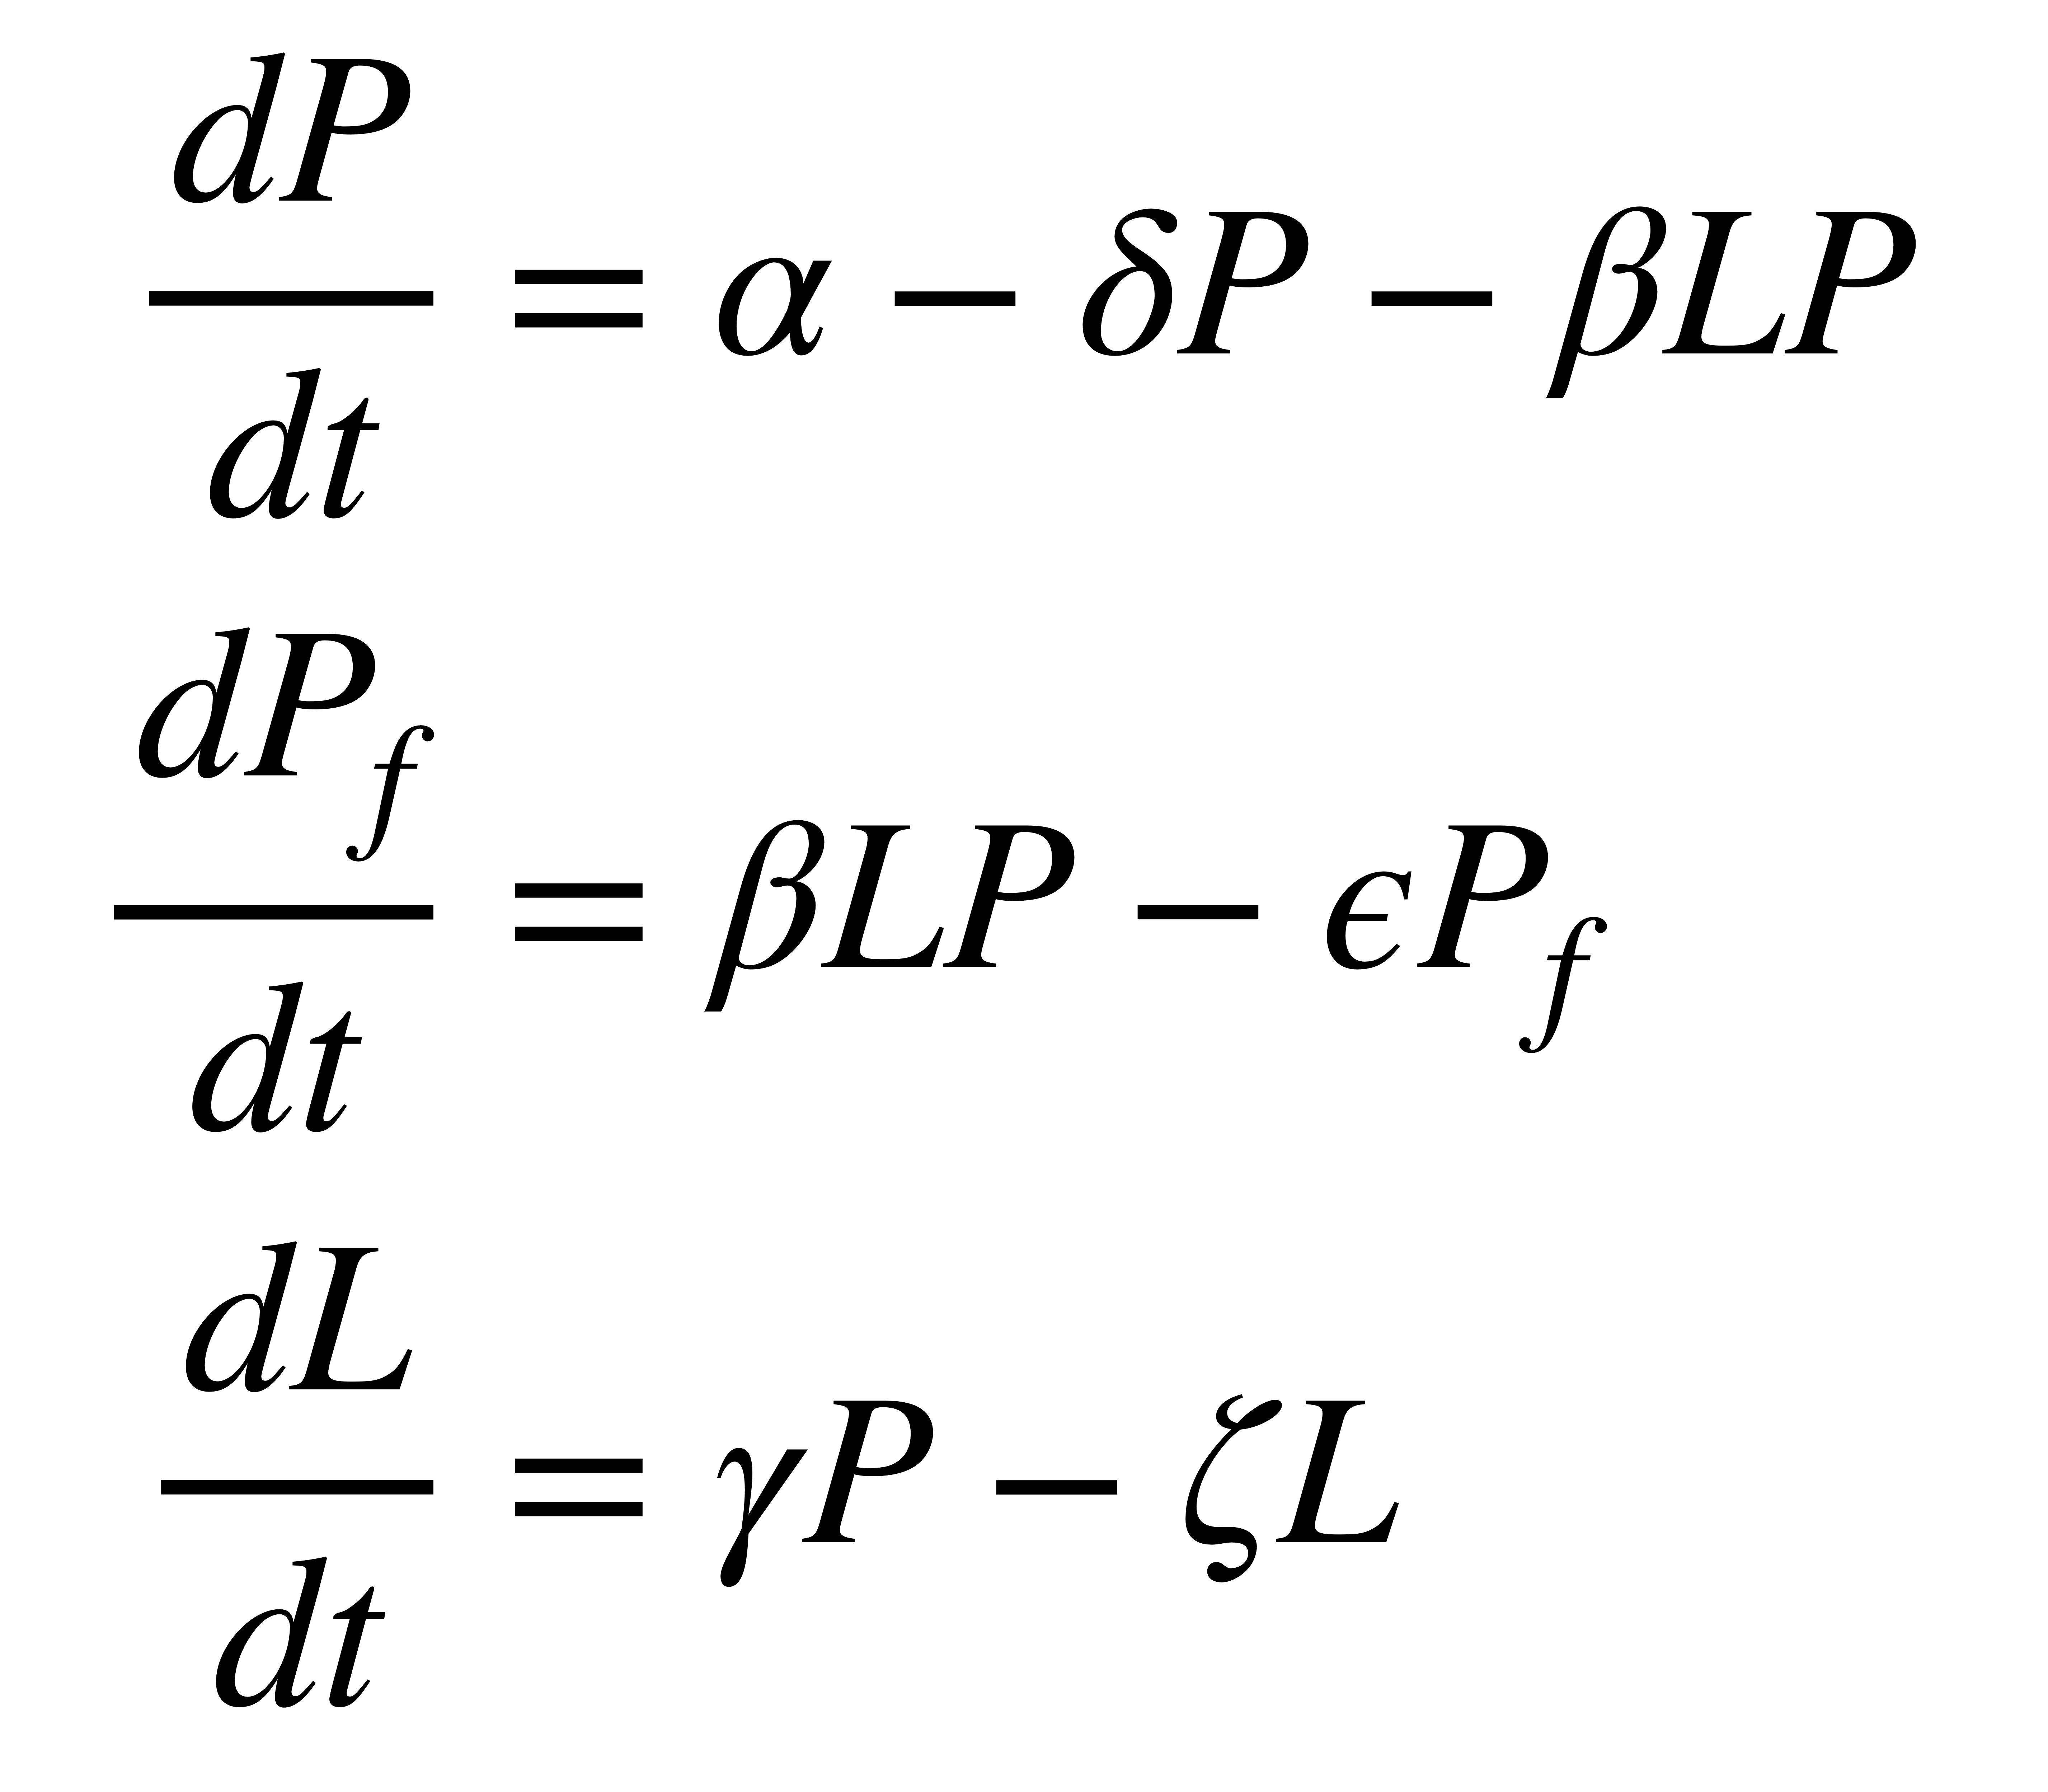 dP/dt = α − δP − βLP
dP_f/dt = βLP − ϵP_f
dL/dt = γP − ζL